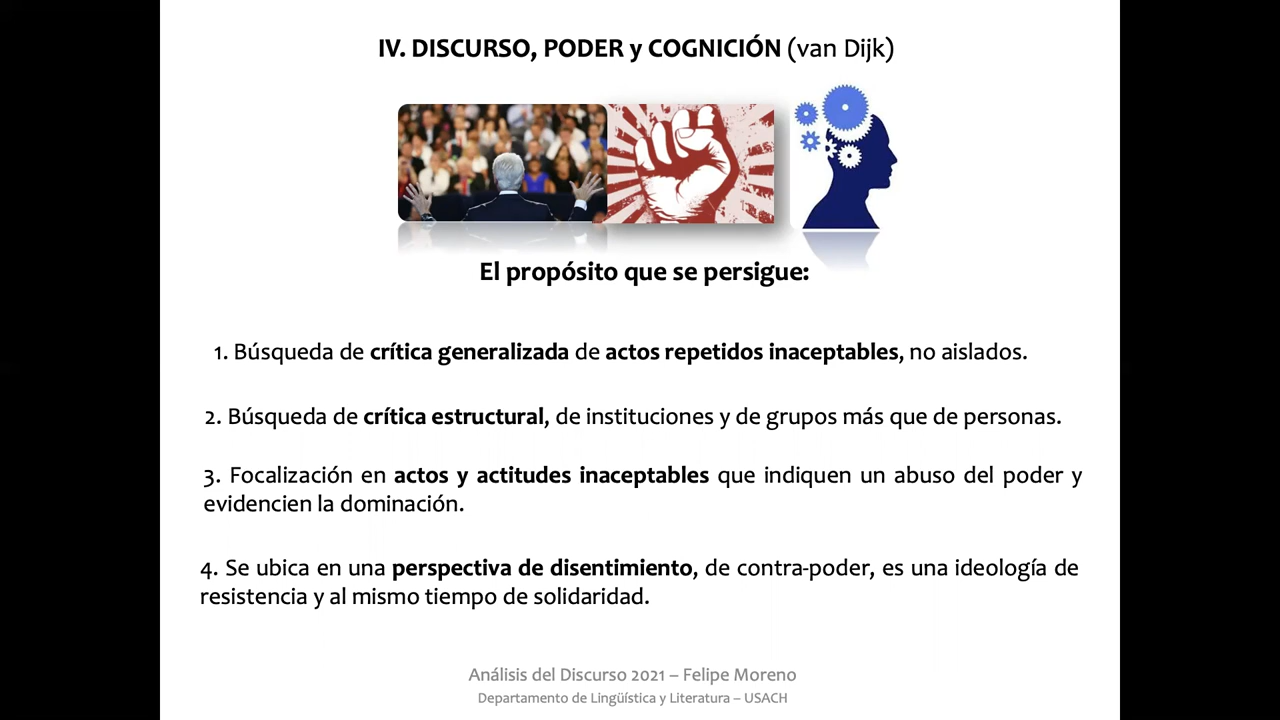 IV. DISCURSO, PODER y COGNICIÓN (van Dijk)
El propósito que se persigue:
1. Búsqueda de crítica generalizada de actos repetidos inaceptables, no aislados.
2. Búsqueda de crítica estructural, de instituciones y de grupos más que de personas.
3. Focalización en actos y actitudes inaceptables que indiquen un abuso del poder y
evidencien la dominación.
4. Se ubica en una perspectiva de disentimiento, de contra-poder, es una ideología de
resistencia y al mismo tiempo de solidaridad.
Análisis del Discurso 2021 – Felipe Moreno
Departamento de Lingüística y Literatura – USACH